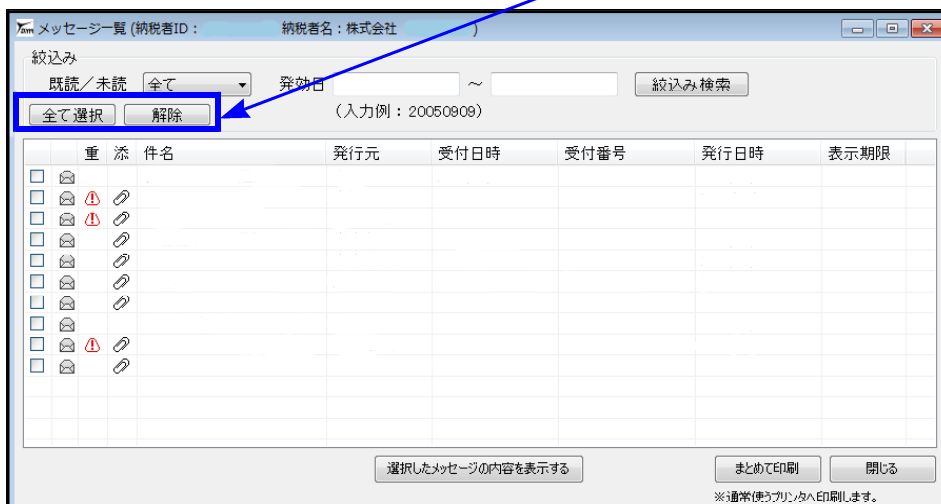 メッセージ一覧 (納税者ID： 納税者名：株式会社 )
絞込み
既読／未読 全て 発効日 ～ 絞込み検索
全て選択 解除 (入力例：20050909)
重 添 件名 発行元 受付日時 受付番号 発行日時 表示期限
選択したメッセージの内容を表示する まとめて印刷 閉じる
※通常使うプリンタへ印刷します。